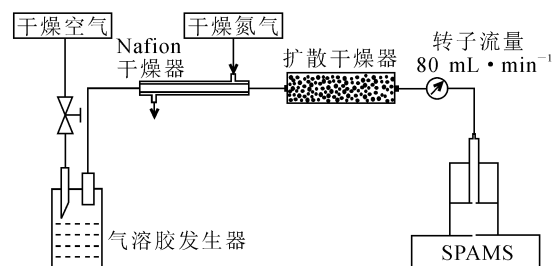 干燥空气
Nafion
干燥器
干燥氮气
扩散干燥器
转子流量
80 mL·min⁻¹
气溶胶发生器
SPAMS